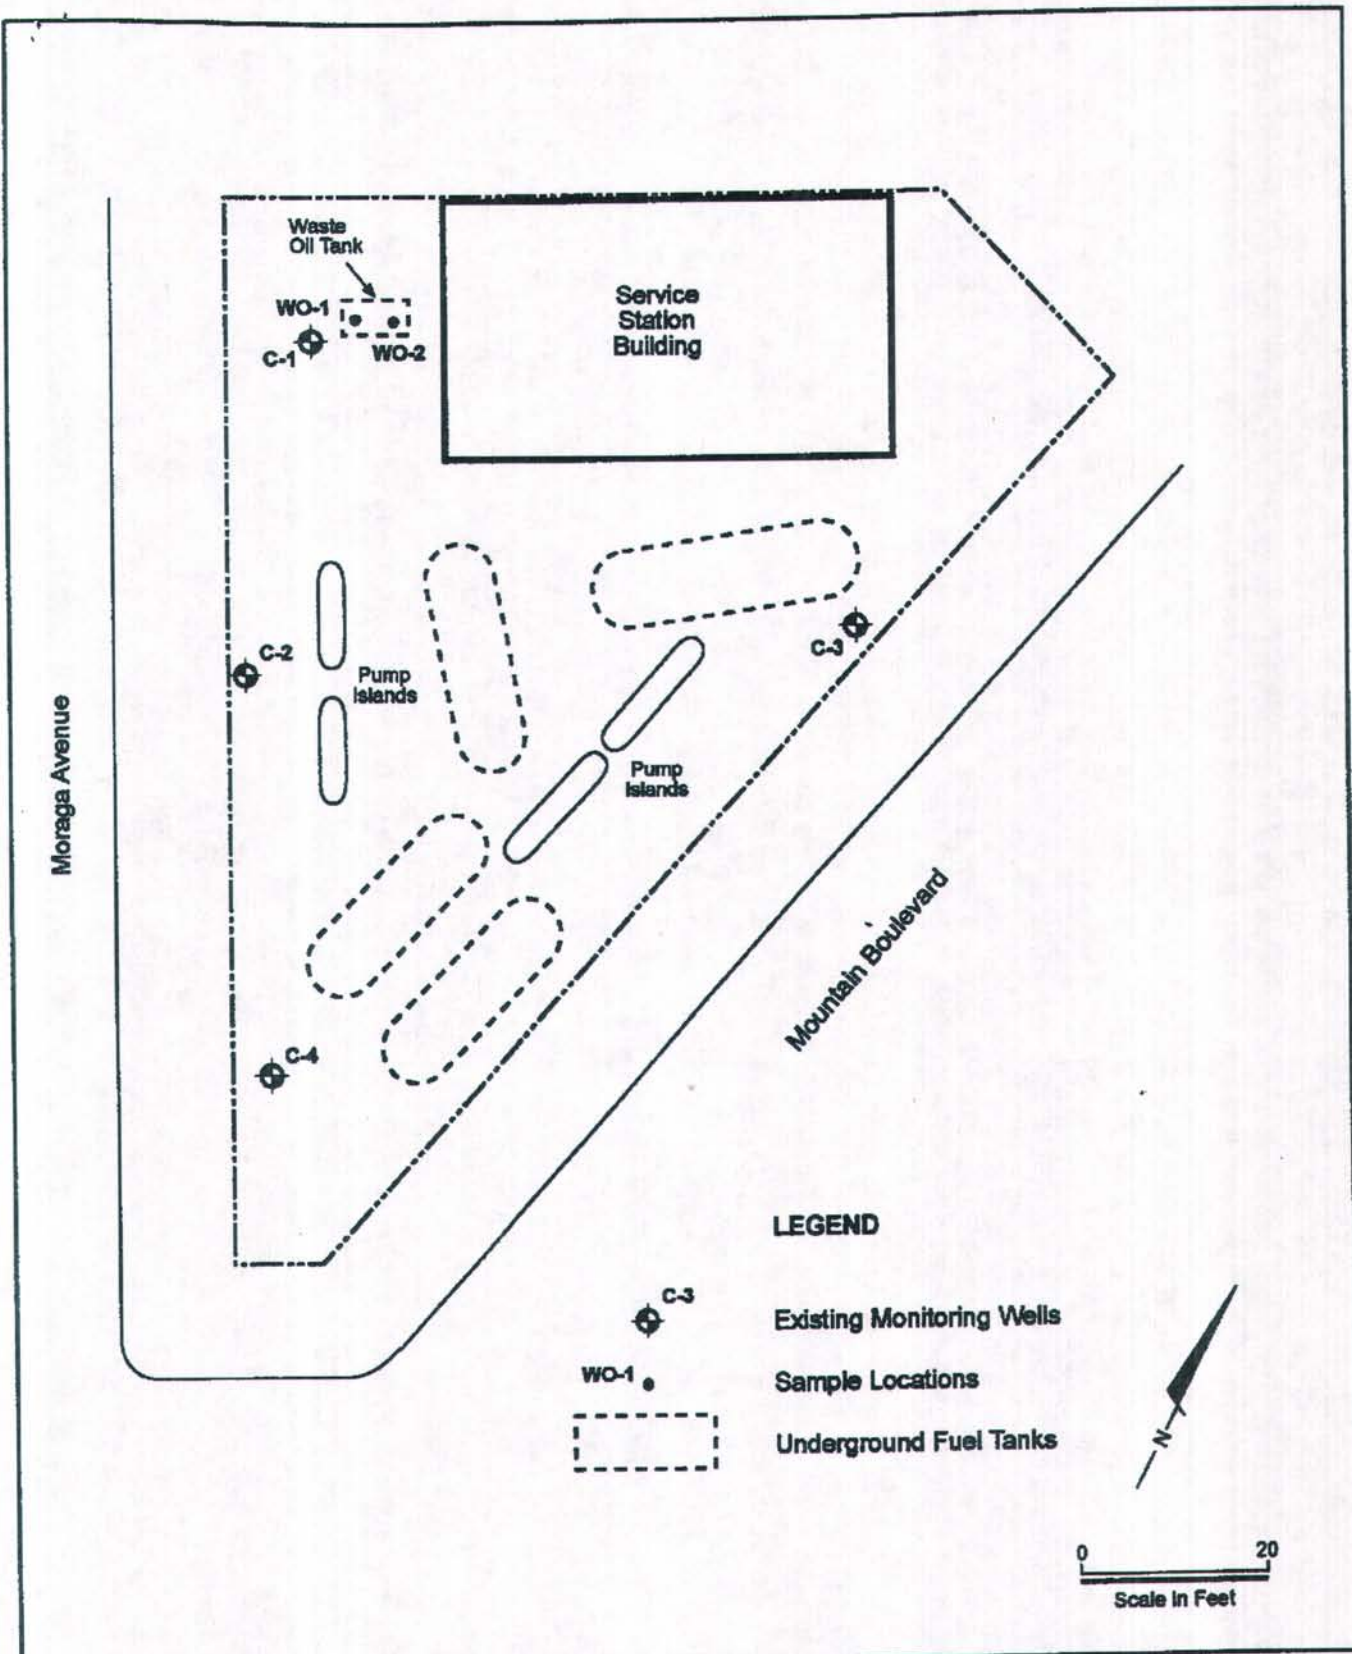 Waste
Oil Tank
WO-1
C-1
WO-2
Service
Station
Building
C-2
Pump
Islands
C-3
Pump
Islands
Moraga Avenue
Mountain Boulevard
C-4
LEGEND
C-3
Existing Monitoring Wells
WO-1
Sample Locations
Underground Fuel Tanks
N
0 20
Scale in Feet